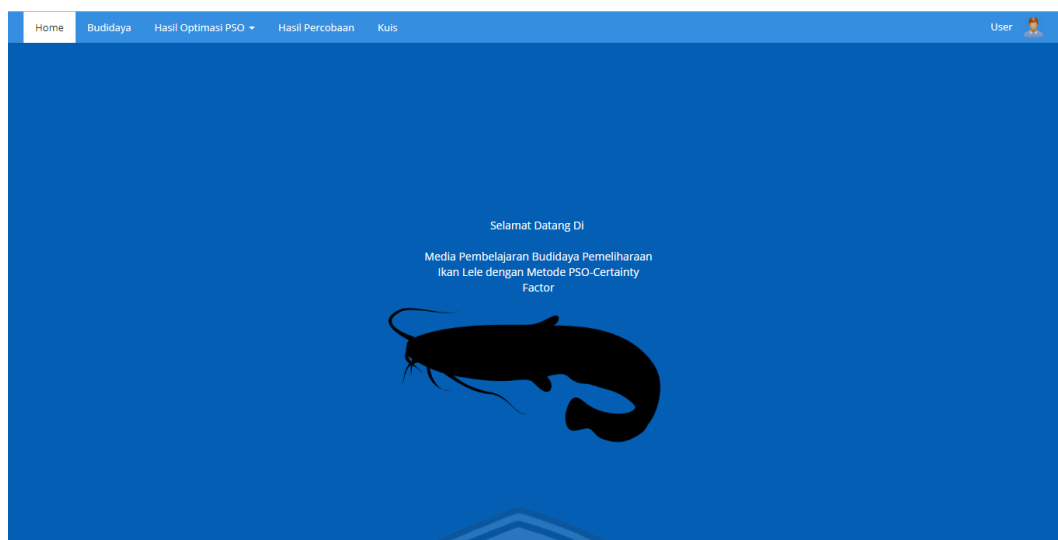 Home Budidaya Hasil Optimasi PSO Hasil Percobaan Kuis User
Selamat Datang Di
Media Pembelajaran Budidaya Pemeliharaan
Ikan Lele dengan Metode PSO-Certainty
Factor